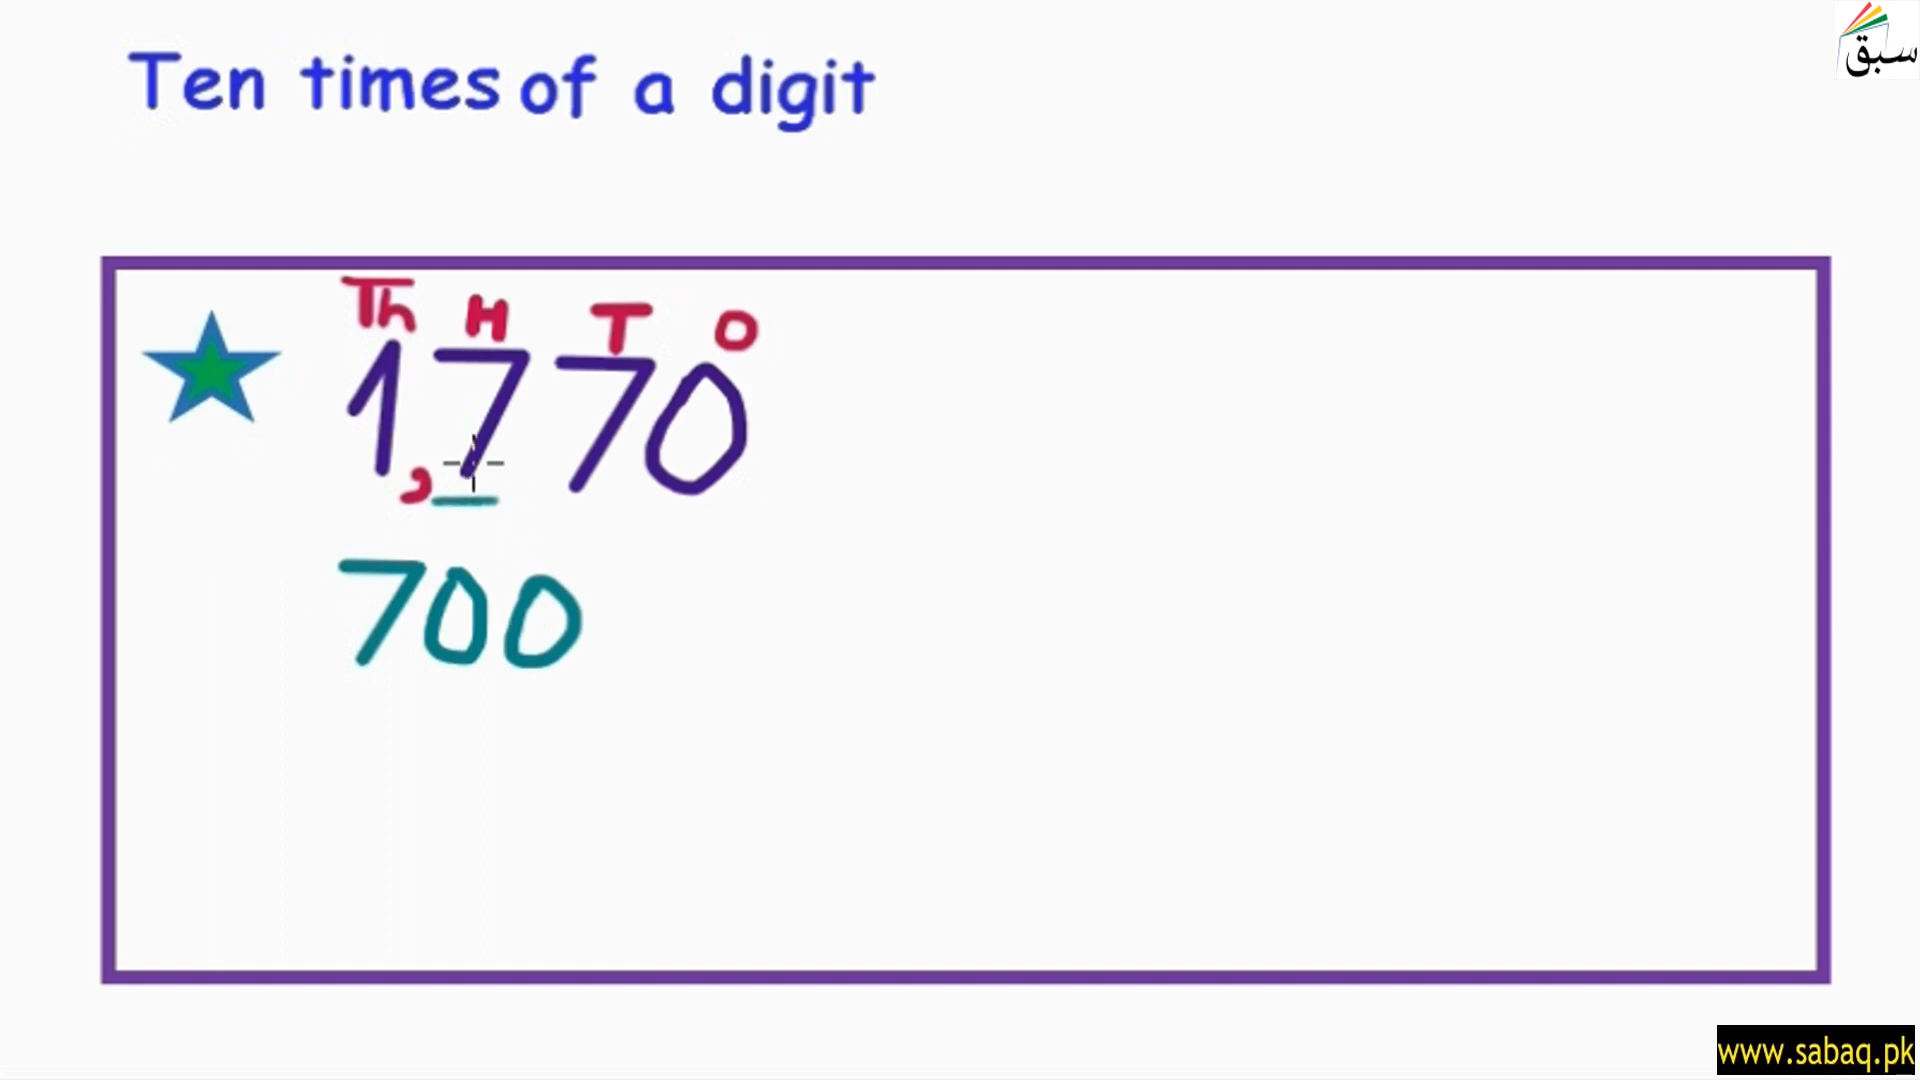 سبق
Ten times of a digit
Th H T O
1,770
700
www.sabaq.pk